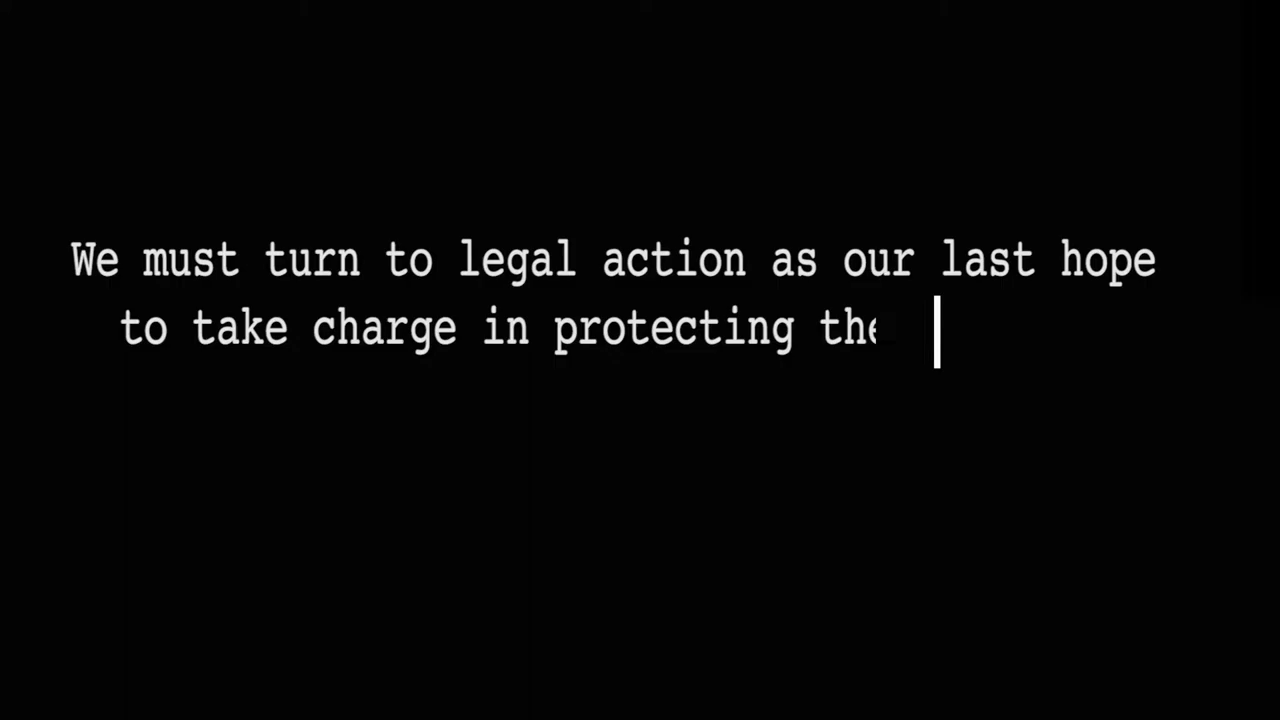 We must turn to legal action as our last hope
to take charge in protecting the